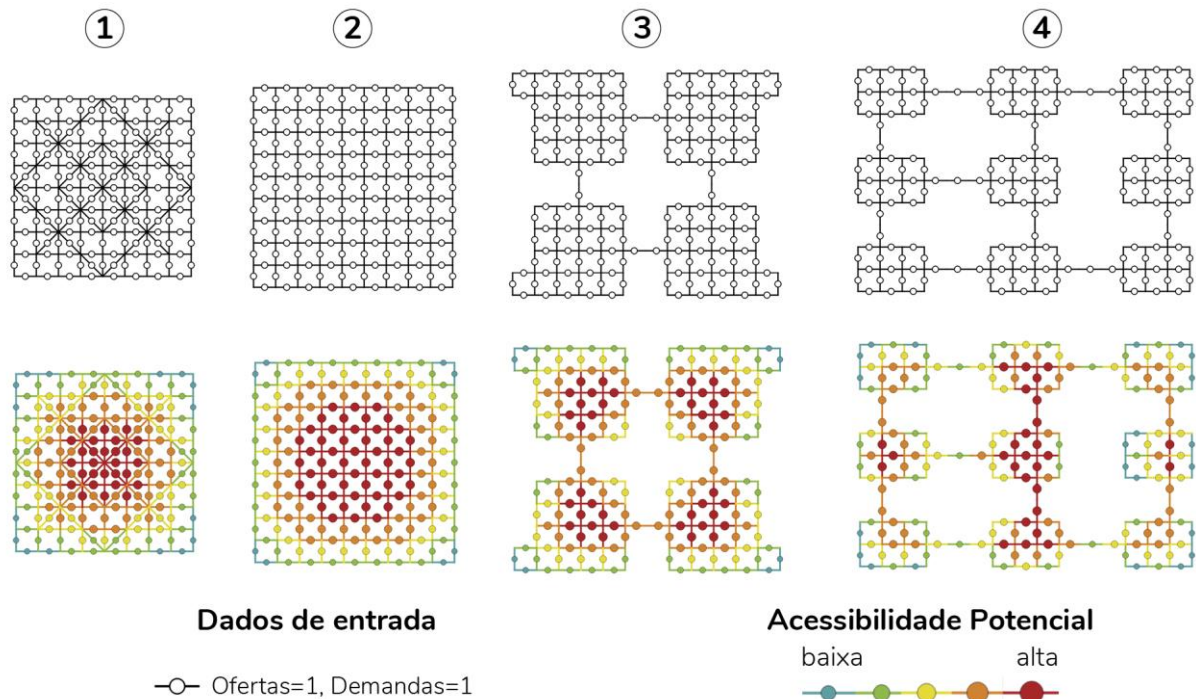 1
2
3
4
Dados de entrada
Ofertas=1, Demandas=1
Acessibilidade Potencial
baixa
alta